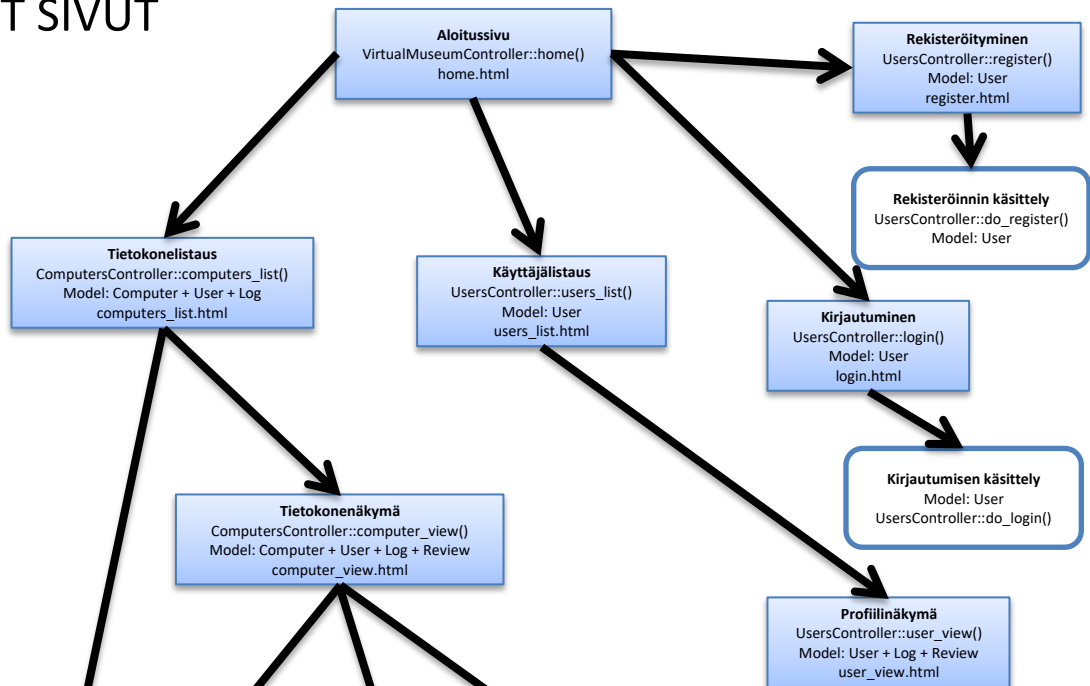 T SIVUT
Aloitussivu
VirtualMuseumController::home()
home.html
Rekisteröityminen
UsersController::register()
Model: User
register.html
Rekisteröinnin käsittely
UsersController::do_register()
Model: User
Tietokonelistaus
ComputersController::computers_list()
Model: Computer + User + Log
computers_list.html
Käyttäjälistaus
UsersController::users_list()
Model: User
users_list.html
Kirjautuminen
UsersController::login()
Model: User
login.html
Kirjautumisen käsittely
Model: User
UsersController::do_login()
Tietokonenäkymä
ComputersController::computer_view()
Model: Computer + User + Log + Review
computer_view.html
Profiilinäkymä
UsersController::user_view()
Model: User + Log + Review
user_view.html